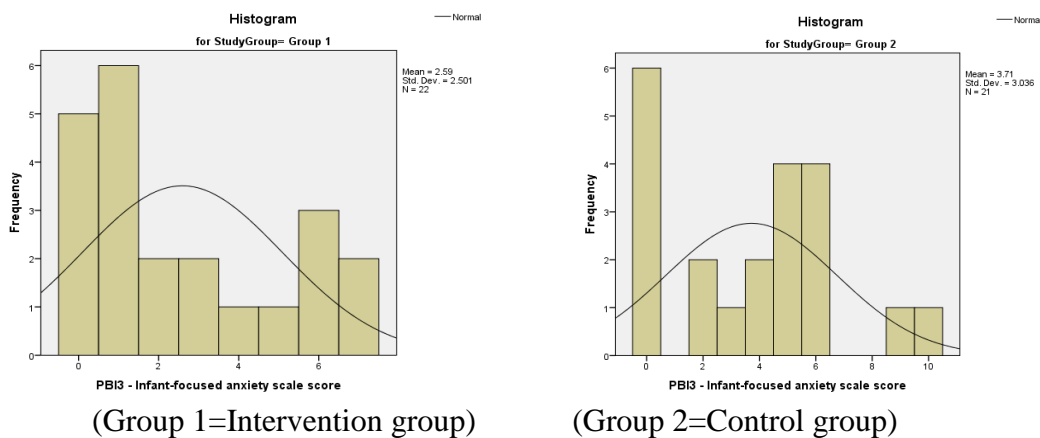 Histogram
Normal
for StudyGroup= Group 1
Mean = 2.59
Std. Dev. = 2.501
N = 22
Frequency
6
5
4
3
2
1
0
0 2 4 6
PBI3 - Infant-focused anxiety scale score
(Group 1=Intervention group)
Histogram
Norma
for StudyGroup= Group 2
Mean = 3.71
Std. Dev. = 3.036
N = 21
Frequency
6
5
4
3
2
1
0
0 2 4 6 8 10
PBI3 - Infant-focused anxiety scale score
(Group 2=Control group)